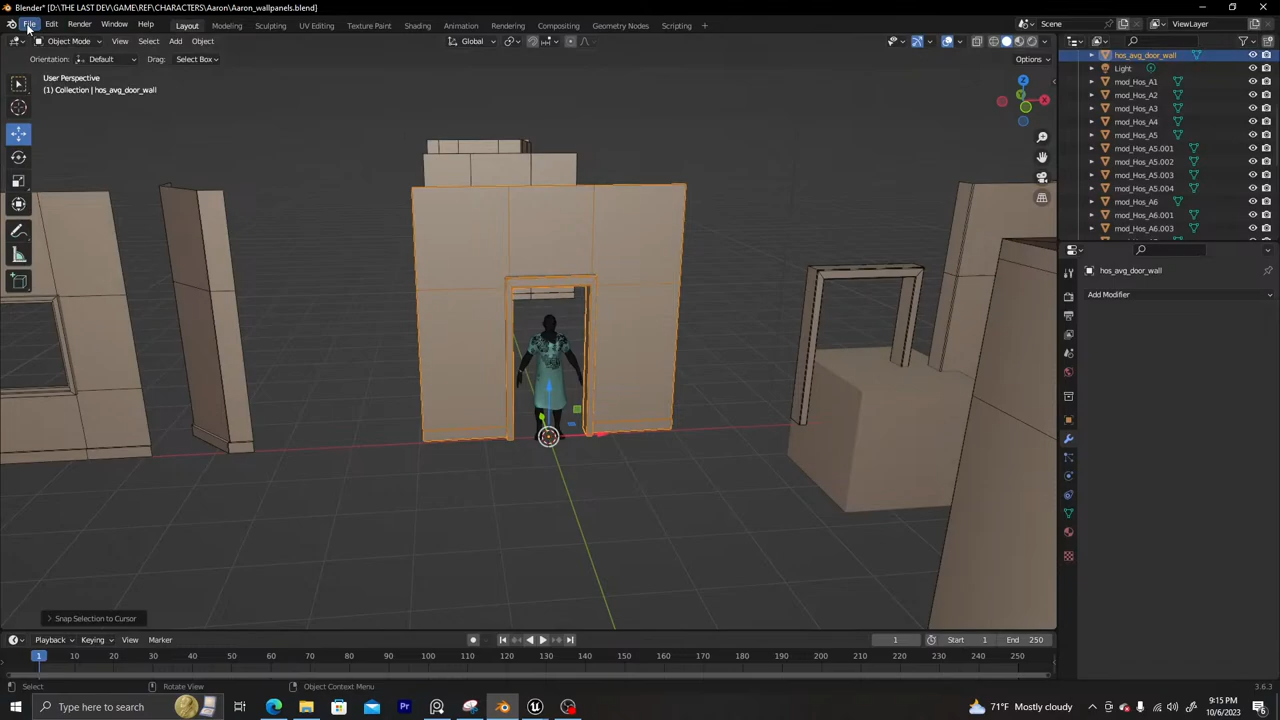 Blender* [D:\THE LAST DEV\GAME\REF\CHARACTERS\Aaron\Aaron_wallpanels.blend]
File Edit Render Window Help Layout Modeling Sculpting UV Editing Texture Paint Shading Animation Rendering Compositing Geometry Nodes Scripting + Scene ViewLayer
Object Mode View Select Add Object Global
Orientation: Default Drag: Select Box Options
User Perspective
(1) Collection | hos_avg_door_wall
X
Y
Z
hos_avg_door_wall
Light
mod_Hos_A1
mod_Hos_A2
mod_Hos_A3
mod_Hos_A4
mod_Hos_A5
mod_Hos_A5.001
mod_Hos_A5.002
mod_Hos_A5.003
mod_Hos_A5.004
mod_Hos_A6
mod_Hos_A6.001
mod_Hos_A6.003
hos_avg_door_wall
Add Modifier
Snap Selection to Cursor
Playback Keying View Marker 1 Start 1 End 250
1 10 20 30 40 50 60 70 80 90 100 110 120 130 140 150 160 170 180 190 200 210 220 230 240 250
Select Rotate View Object Context Menu 3.6.3
Type here to search Pr 71°F Mostly cloudy 9:15 PM
10/6/2023